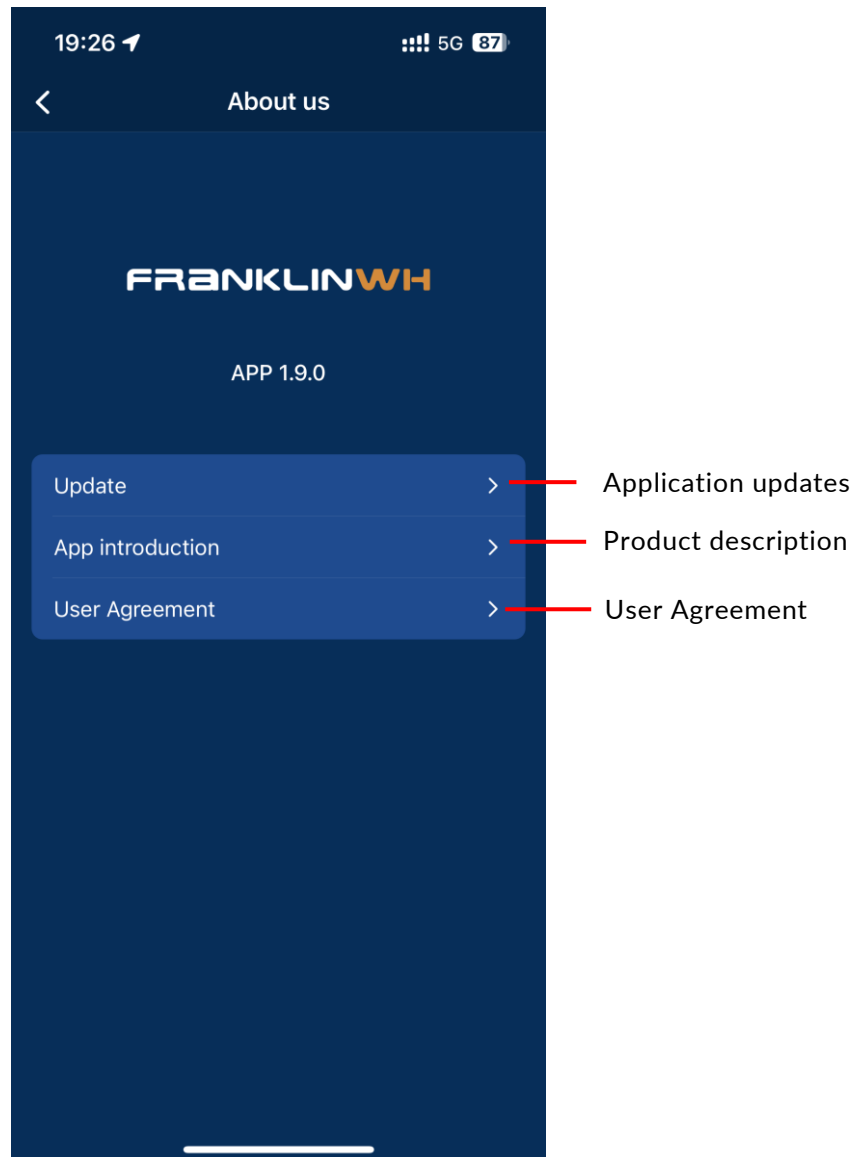 19:26 5G 87
About us
FRANKLINWH
APP 1.9.0
Update Application updates
App introduction Product description
User Agreement User Agreement